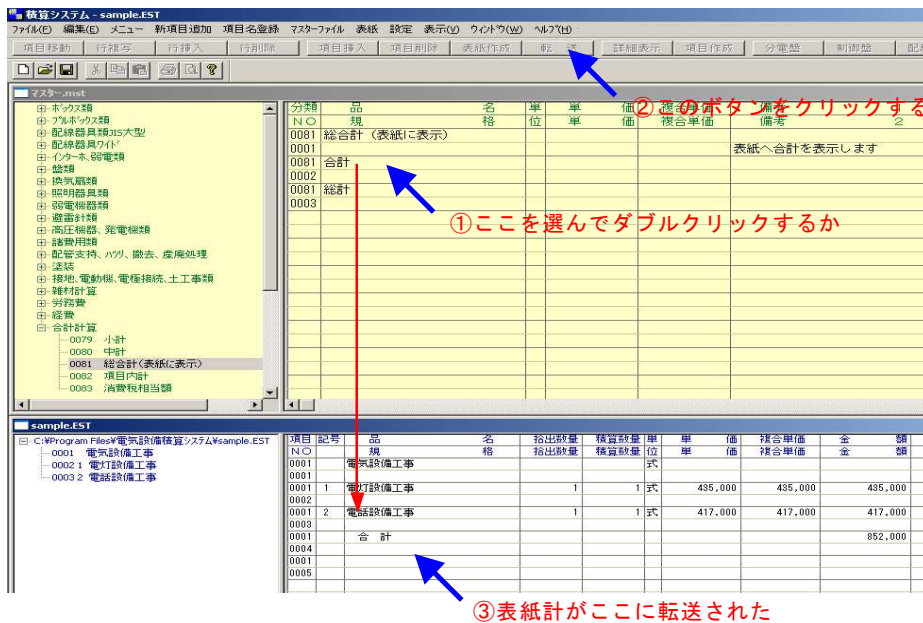 積算システム - sample.EST
ファイル(F) 編集(E) メニュー 新項目追加 項目名登録 マスターファイル 表紙 設定 表示(V) ウィンドウ(W) ヘルプ(H)
項目移動 行複写 行挿入 行削除 項目挿入 項目削除 表紙作成 転 送 詳細表示 項目作成 分電盤 制御盤 配
②このボタンをクリックする
マスター.mst
ボックス類
プルボックス類
配線器具類JIS大型
配線器具ワイド
インターホ、弱電類
盤類
換気扇類
照明器具類
弱電機器類
避雷針類
高圧機器、発電機類
諸費用類
配管支持、ハツリ、撤去、産廃処理
塗装
接地、電動機、電極接続、土工事類
雑材計算
労務費
経費
合計計算
0079 小計
0080 中計
0081 総合計(表紙に表示)
0082 項目内計
0083 消費税相当額
分類 品 名 単 単 価 複合単価 備考 1
NO 規 格 位 単 価 複合単価 備考 2
0081 総合計(表紙に表示)
0001 表紙へ合計を表示します
0081 合計
0002
0081 総計
0003
①ここを選んでダブルクリックするか
sample.EST
C:¥Program Files¥電気設備積算システム¥sample.EST
0001 電気設備工事
0002 1 電灯設備工事
0003 2 電話設備工事
項目 記号 品 名 拾出数量 積算数量 単 単 価 複合単価 金 額
NO 規 格 拾出数量 積算数量 位 単 価 複合単価 金 額
0001 電気設備工事 式
0001
0001 1 電灯設備工事 1 1 式 435,000 435,000 435,000
0002
0001 2 電話設備工事 1 1 式 417,000 417,000 417,000
0003
0001 合 計 852,000
0004
0001
0005
③表紙計がここに転送された